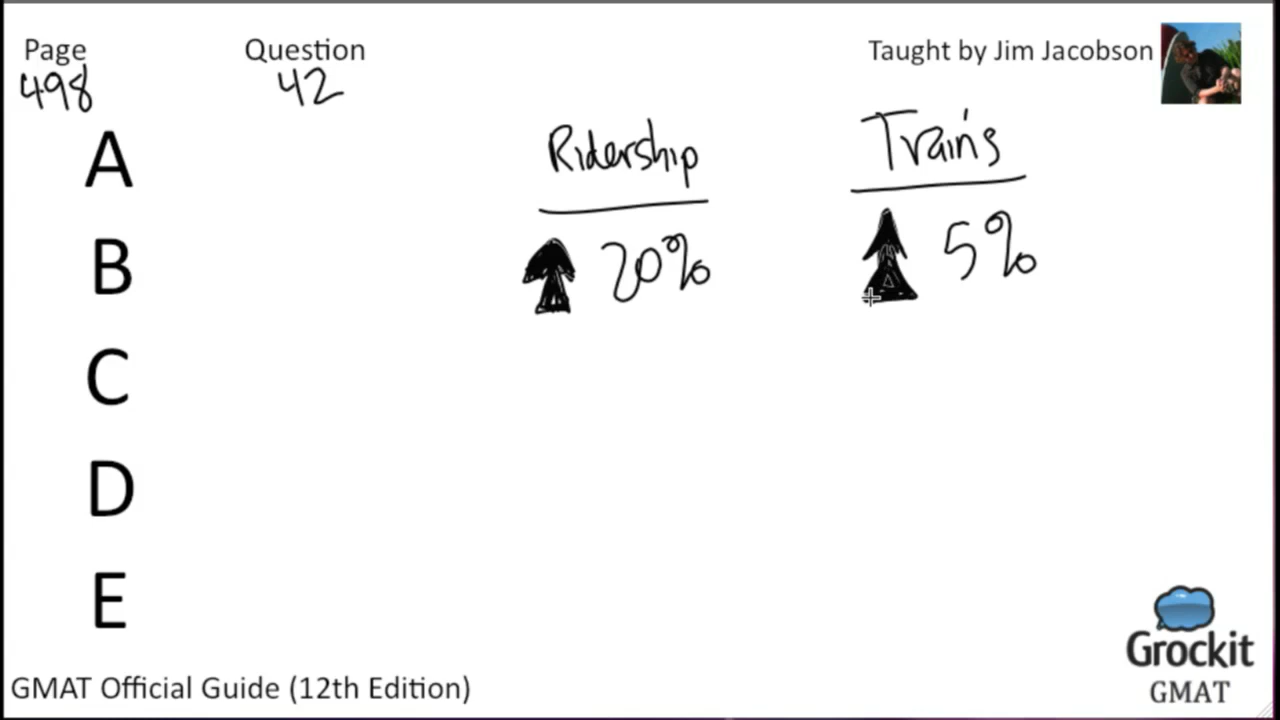 Page Question Taught by Jim Jacobson
498 42
A
Ridership Trains
B
↑ 20% ↑ 5%
C
D
E
Grockit
GMAT
GMAT Official Guide (12th Edition)